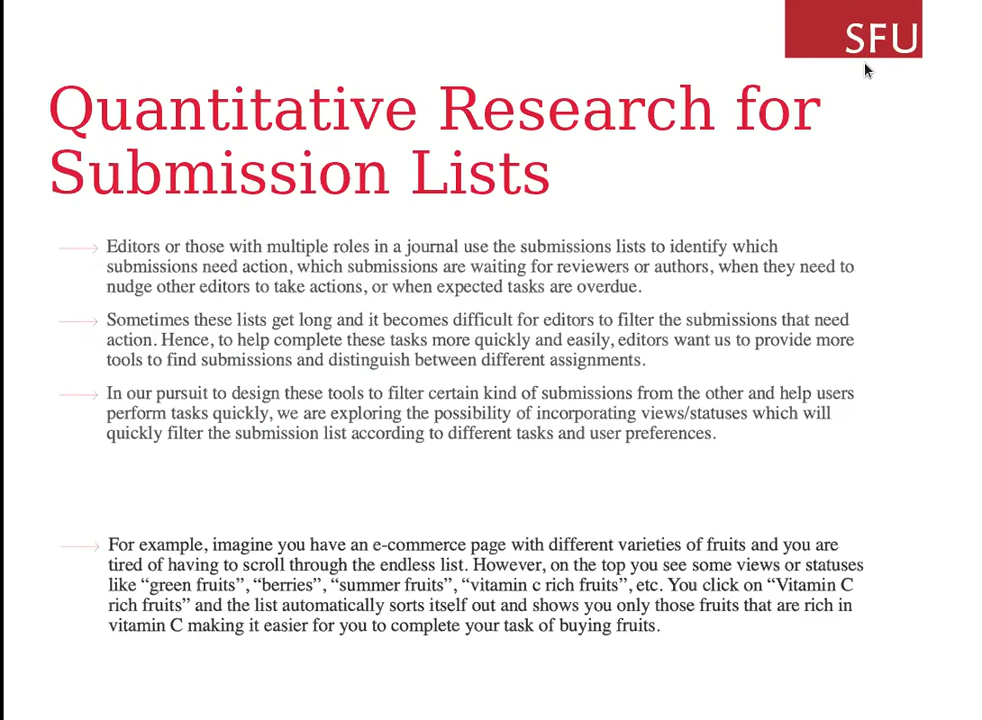 SFU
Quantitative Research for
Submission Lists
Editors or those with multiple roles in a journal use the submissions lists to identify which
submissions need action, which submissions are waiting for reviewers or authors, when they need to
nudge other editors to take actions, or when expected tasks are overdue.
Sometimes these lists get long and it becomes difficult for editors to filter the submissions that need
action. Hence, to help complete these tasks more quickly and easily, editors want us to provide more
tools to find submissions and distinguish between different assignments.
In our pursuit to design these tools to filter certain kind of submissions from the other and help users
perform tasks quickly, we are exploring the possibility of incorporating views/statuses which will
quickly filter the submission list according to different tasks and user preferences.
For example, imagine you have an e-commerce page with different varieties of fruits and you are
tired of having to scroll through the endless list. However, on the top you see some views or statuses
like “green fruits”, “berries”, “summer fruits”, “vitamin c rich fruits”, etc. You click on “Vitamin C
rich fruits” and the list automatically sorts itself out and shows you only those fruits that are rich in
vitamin C making it easier for you to complete your task of buying fruits.